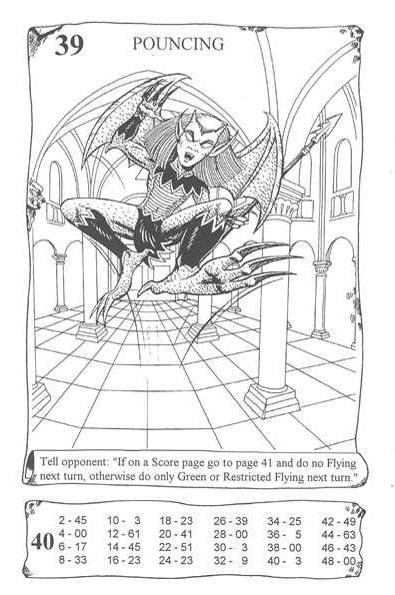 39 POUNCING
Tell opponent: "If on a Score page go to page 41 and do no Flying
next turn, otherwise do only Green or Restricted Flying next turn."
40
2 - 45 10 - 3 18 - 23 26 - 39 34 - 25 42 - 49
4 - 00 12 - 61 20 - 41 28 - 00 36 - 5 44 - 63
6 - 17 14 - 45 22 - 51 30 - 3 38 - 00 46 - 43
8 - 33 16 - 23 24 - 23 32 - 9 40 - 3 48 - 00